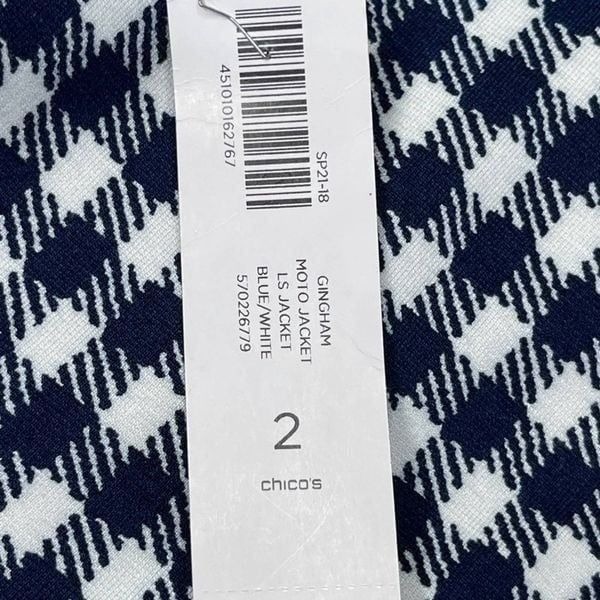 451010162767
SP21-18
GINGHAM
MOTO JACKET
LS JACKET
BLUE/WHITE
570226779
2
chico's